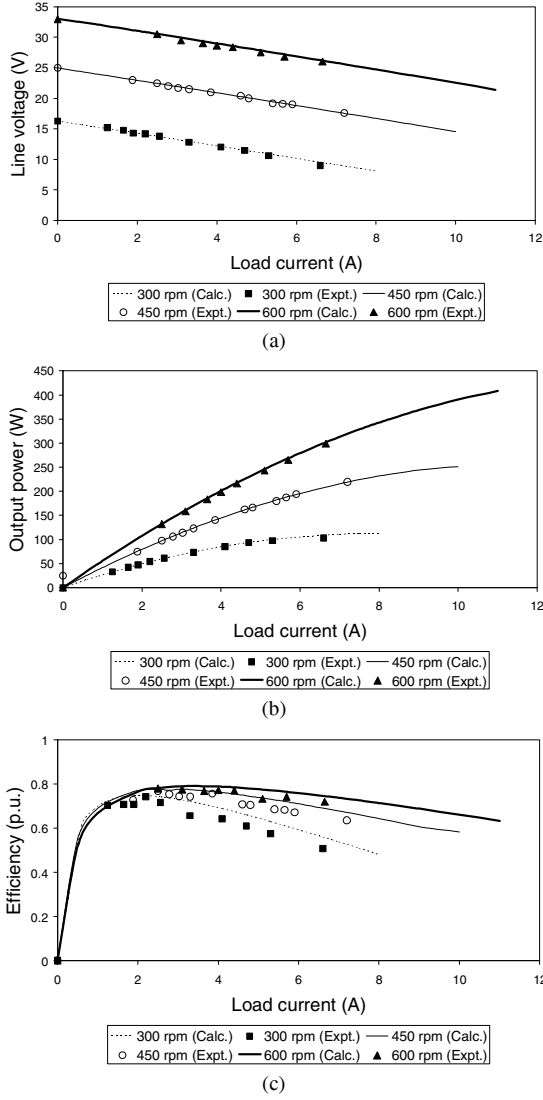 35
30
25
20
15
10
5
0
Line voltage (V)
0 2 4 6 8 10 12
Load current (A)
300 rpm (Calc.) 300 rpm (Expt.) 450 rpm (Calc.)
450 rpm (Expt.) 600 rpm (Calc.) 600 rpm (Expt.)
(a)
450
400
350
300
250
200
150
100
50
0
Output power (W)
0 2 4 6 8 10 12
Load current (A)
300 rpm (Calc.) 300 rpm (Expt.) 450 rpm (Calc.)
450 rpm (Expt.) 600 rpm (Calc.) 600 rpm (Expt.)
(b)
1
0.8
0.6
0.4
0.2
0
Efficiency (p.u.)
0 2 4 6 8 10 12
Load current (A)
300 rpm (Calc.) 300 rpm (Expt.) 450 rpm (Calc.)
450 rpm (Expt.) 600 rpm (Calc.) 600 rpm (Expt.)
(c)